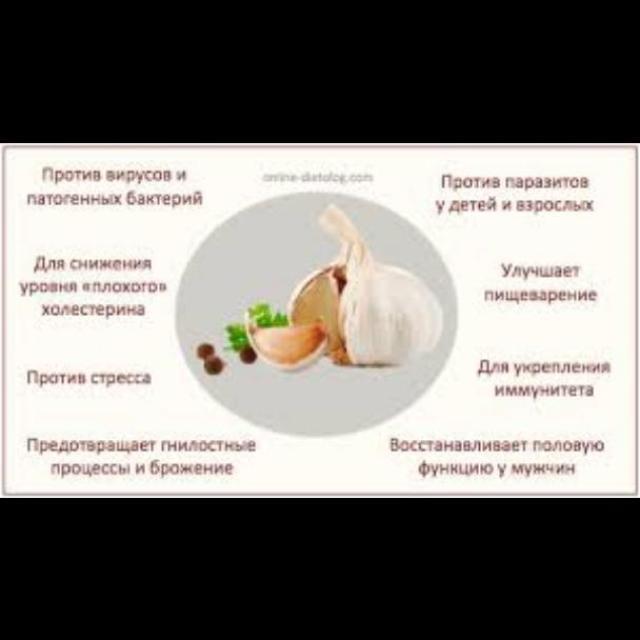 Против вирусов и
патогенных бактерий
online-dietolog.com
Против паразитов
у детей и взрослых
Для снижения
уровня «плохого»
холестерина
Улучшает
пищеварение
Против стресса
Для укрепления
иммунитета
Предотвращает гнилостные
процессы и брожение
Восстанавливает половую
функцию у мужчин